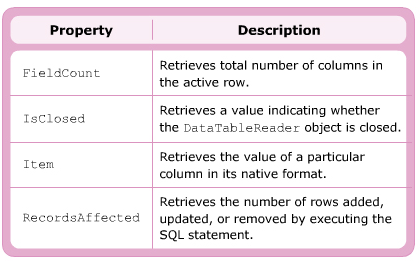 Property Description
FieldCount Retrieves total number of columns in
the active row.
IsClosed Retrieves a value indicating whether
the DataTableReader object is closed.
Item Retrieves the value of a particular
column in its native format.
RecordsAffected Retrieves the number of rows added,
updated, or removed by executing the
SQL statement.